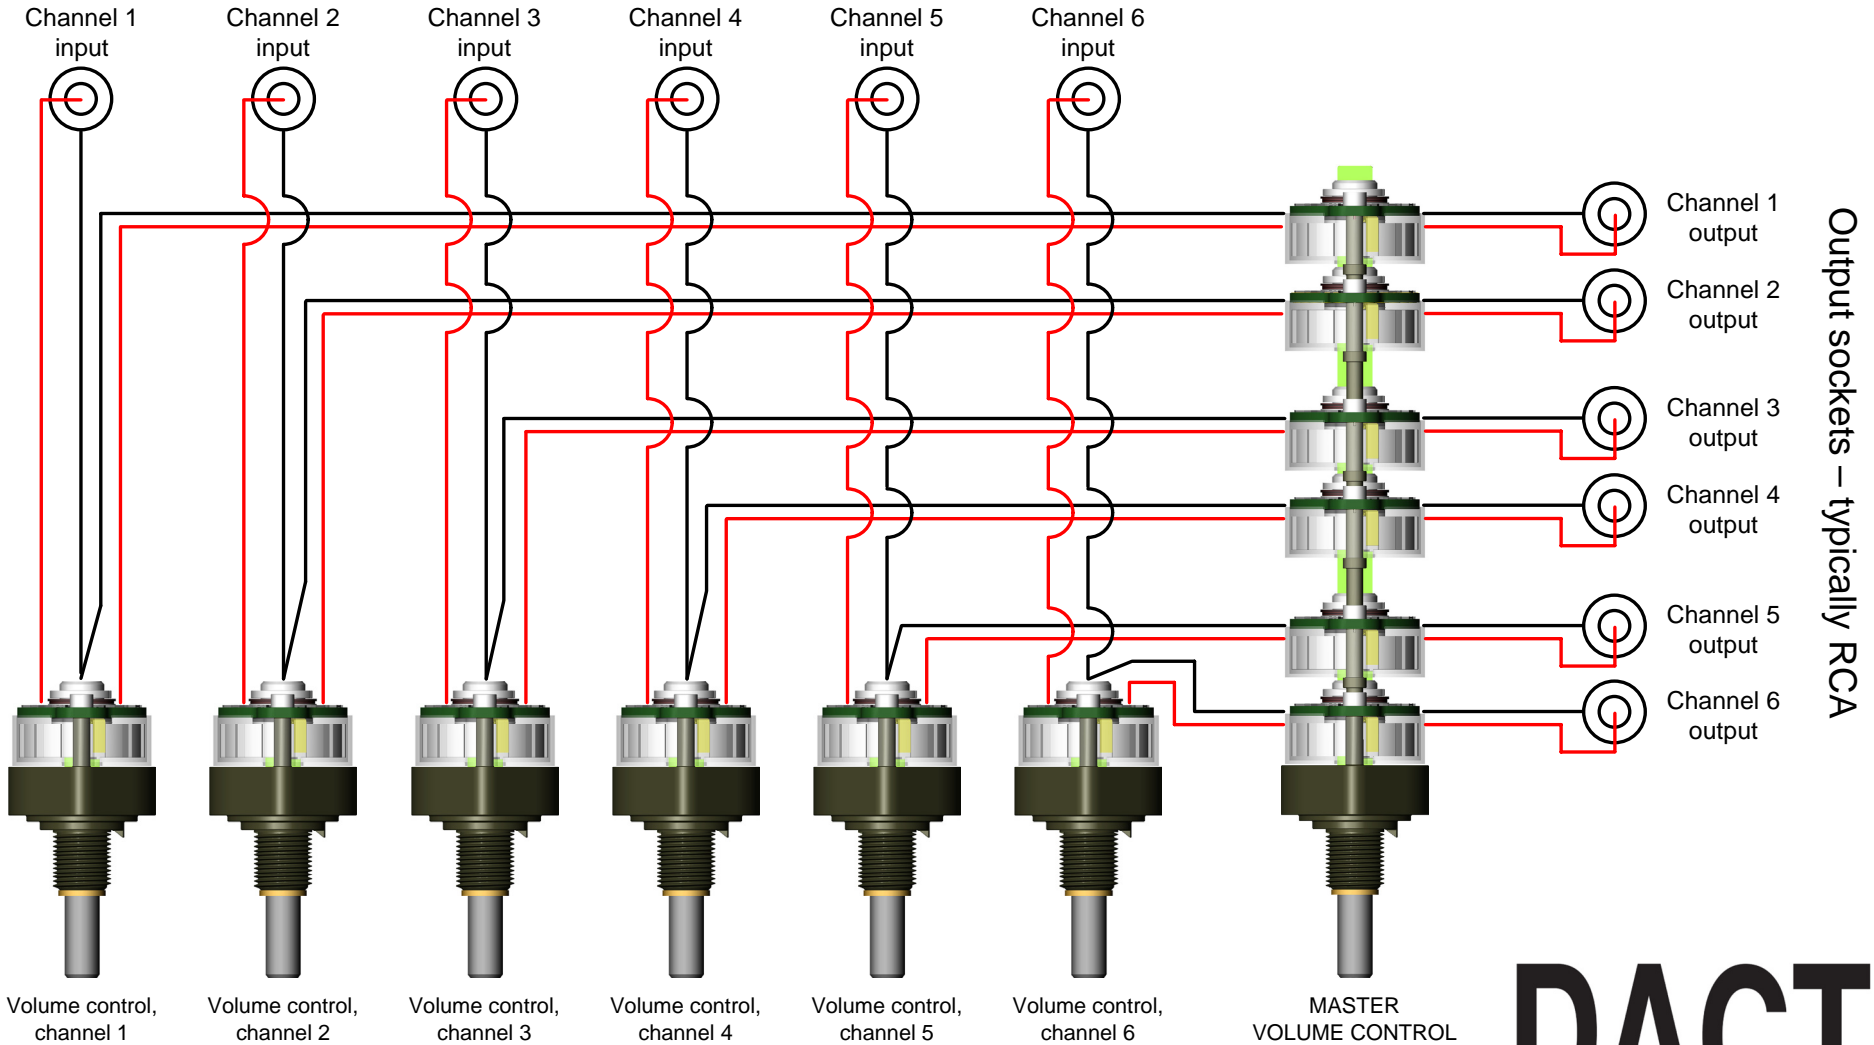 Channel 1
input
Channel 2
input
Channel 3
input
Channel 4
input
Channel 5
input
Channel 6
input
Channel 1
output
Channel 2
output
Channel 3
output
Channel 4
output
Channel 5
output
Channel 6
output
Output sockets – typically RCA
Volume control,
channel 1
Volume control,
channel 2
Volume control,
channel 3
Volume control,
channel 4
Volume control,
channel 5
Volume control,
channel 6
MASTER
VOLUME CONTROL
DACT